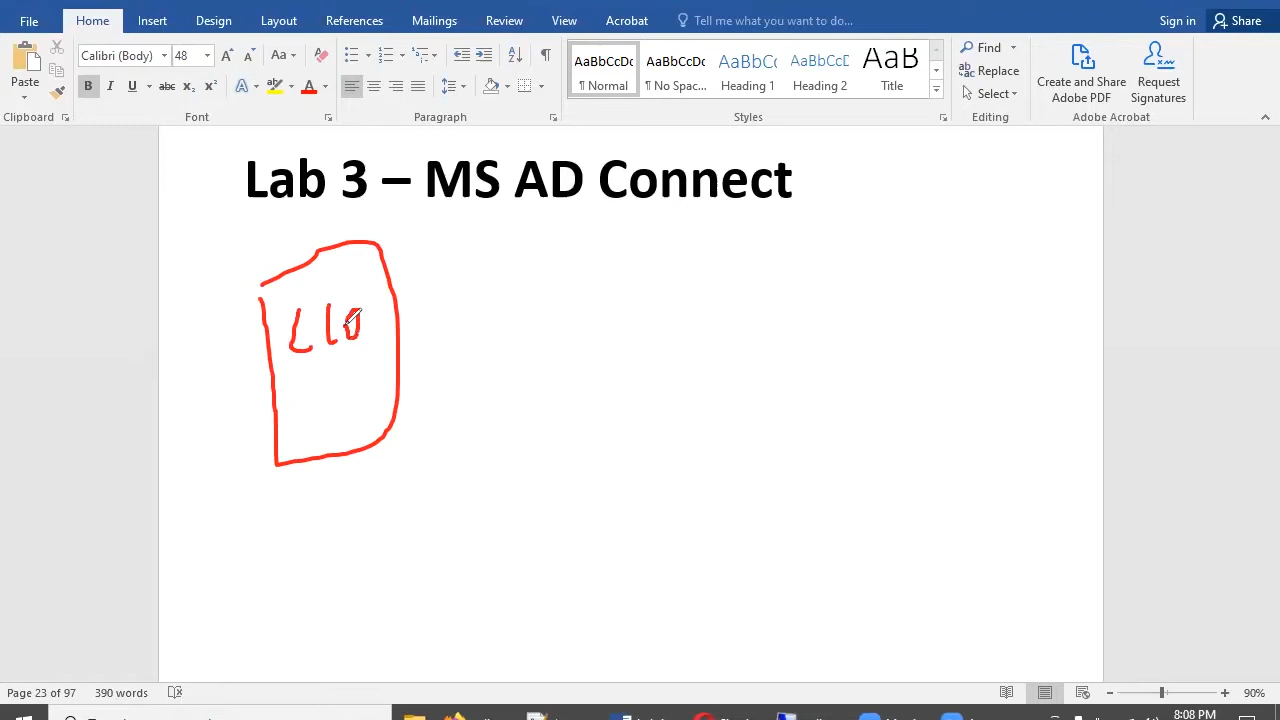 File Home Insert Design Layout References Mailings Review View Acrobat Tell me what you want to do... Sign in Share
Paste
Calibri (Body) 48
Find
Replace
Select
AaBbCcDc AaBbCcDc AaBbCc AaBbCcD AaB
¶ Normal ¶ No Spac... Heading 1 Heading 2 Title
Create and Share Adobe PDF
Request Signatures
Clipboard Font Paragraph Styles Editing Adobe Acrobat
Lab 3 – MS AD Connect
Page 23 of 97 390 words 90%
8:08 PM